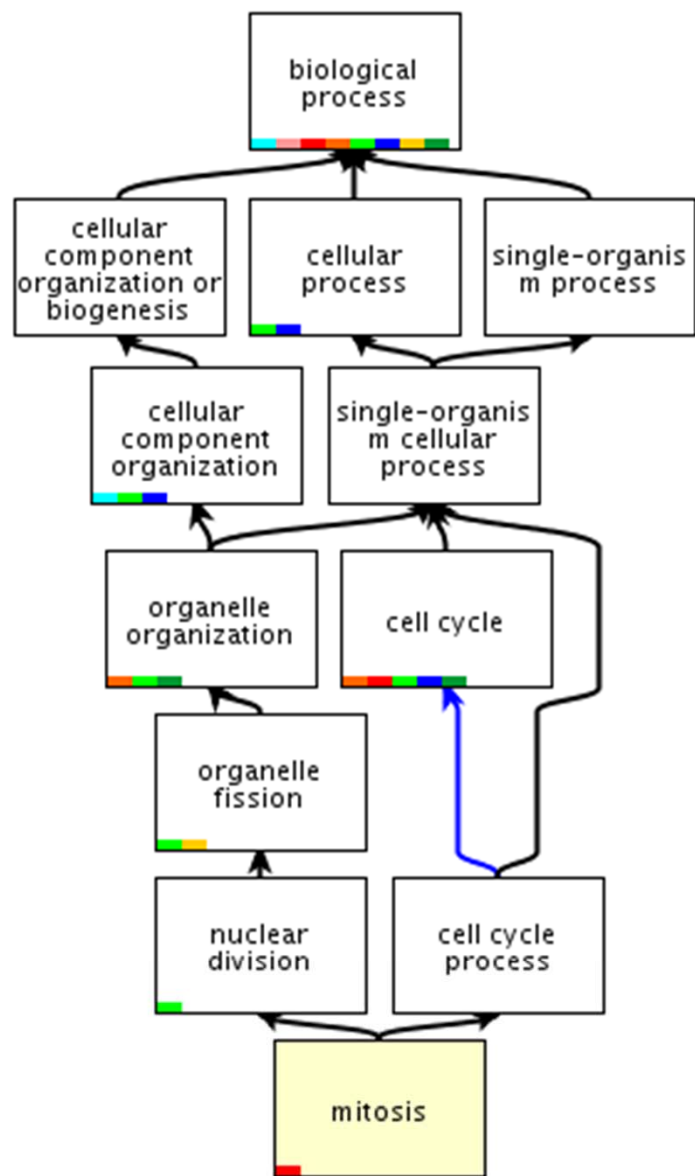 biological
process
cellular
component
organization or
biogenesis
cellular
process
single-organis
m process
cellular
component
organization
single-organis
m cellular
process
organelle
organization
cell cycle
organelle
fission
nuclear
division
cell cycle
process
mitosis